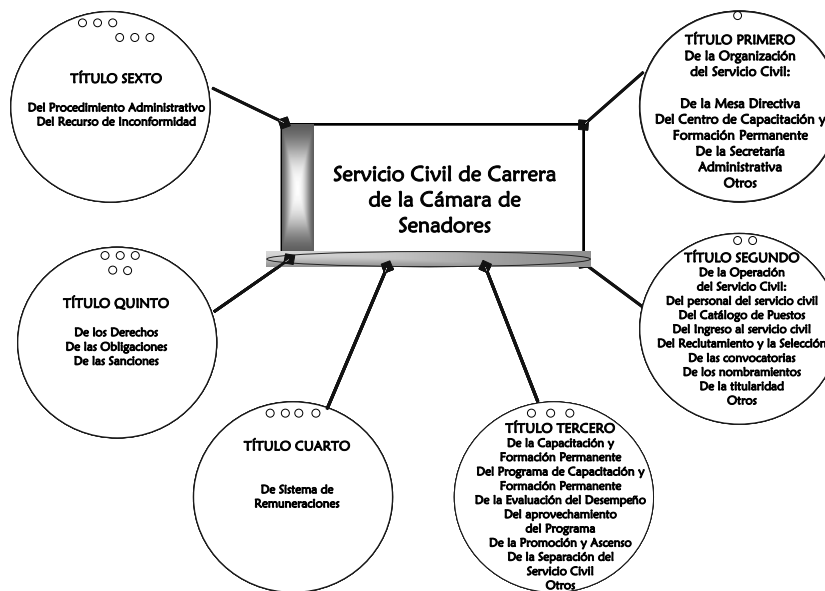 Servicio Civil de Carrera
de la Cámara de
Senadores
TÍTULO PRIMERO
De la Organización
del Servicio Civil:
De la Mesa Directiva
Del Centro de Capacitación y
Formación Permanente
De la Secretaría
Administrativa
Otros
TÍTULO SEGUNDO
De la Operación
del Servicio Civil:
Del personal del servicio civil
Del Catálogo de Puestos
Del Ingreso al servicio civil
Del Reclutamiento y la Selección
De las convocatorias
De los nombramientos
De la titularidad
Otros
TÍTULO TERCERO
De la Capacitación y
Formación Permanente
Del Programa de Capacitación y
Formación Permanente
De la Evaluación del Desempeño
Del aprovechamiento
del Programa
De la Promoción y Ascenso
De la Separación del
Servicio Civil
Otros
TÍTULO CUARTO
De Sistema de
Remuneraciones
TÍTULO QUINTO
De los Derechos
De las Obligaciones
De las Sanciones
TÍTULO SEXTO
Del Procedimiento Administrativo
Del Recurso de Inconformidad